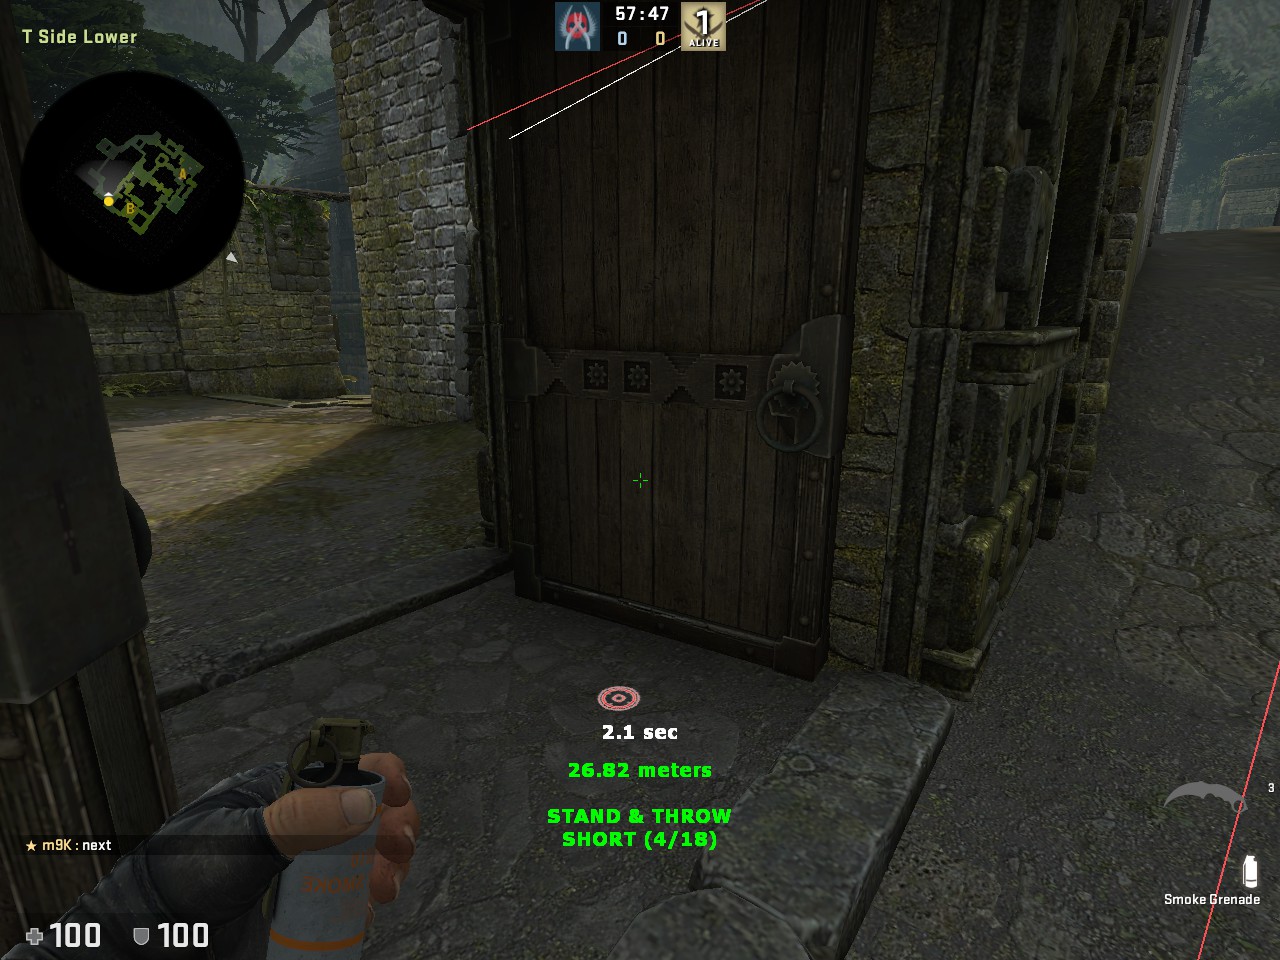 T Side Lower
57:47
0 0
1
ALIVE
A
B
2.1 sec
26.82 meters
STAND & THROW
SHORT (4/18)
3
m9K : next
Smoke Grenade
100 100